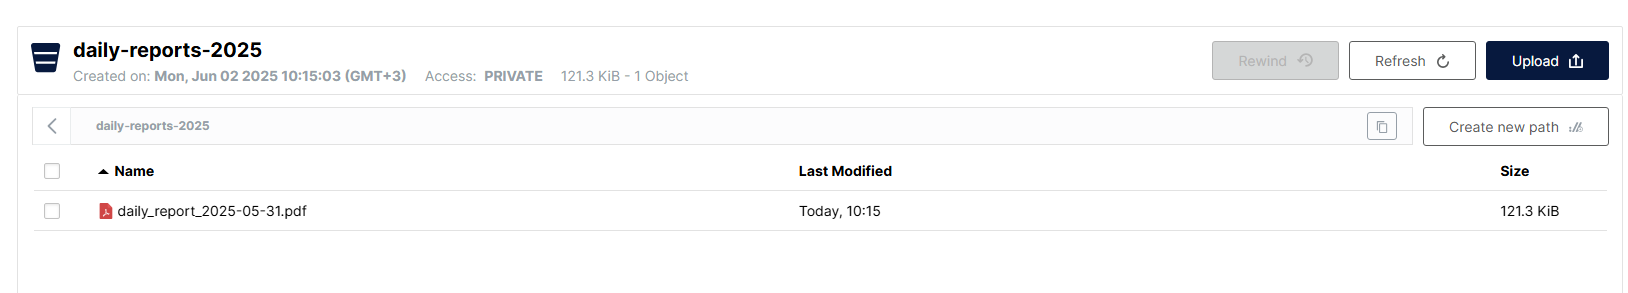 daily-reports-2025
Created on: Mon, Jun 02 2025 10:15:03 (GMT+3) Access: PRIVATE 121.3 KiB - 1 Object
Rewind Refresh Upload
daily-reports-2025
Create new path
Name Last Modified Size
daily_report_2025-05-31.pdf Today, 10:15 121.3 KiB